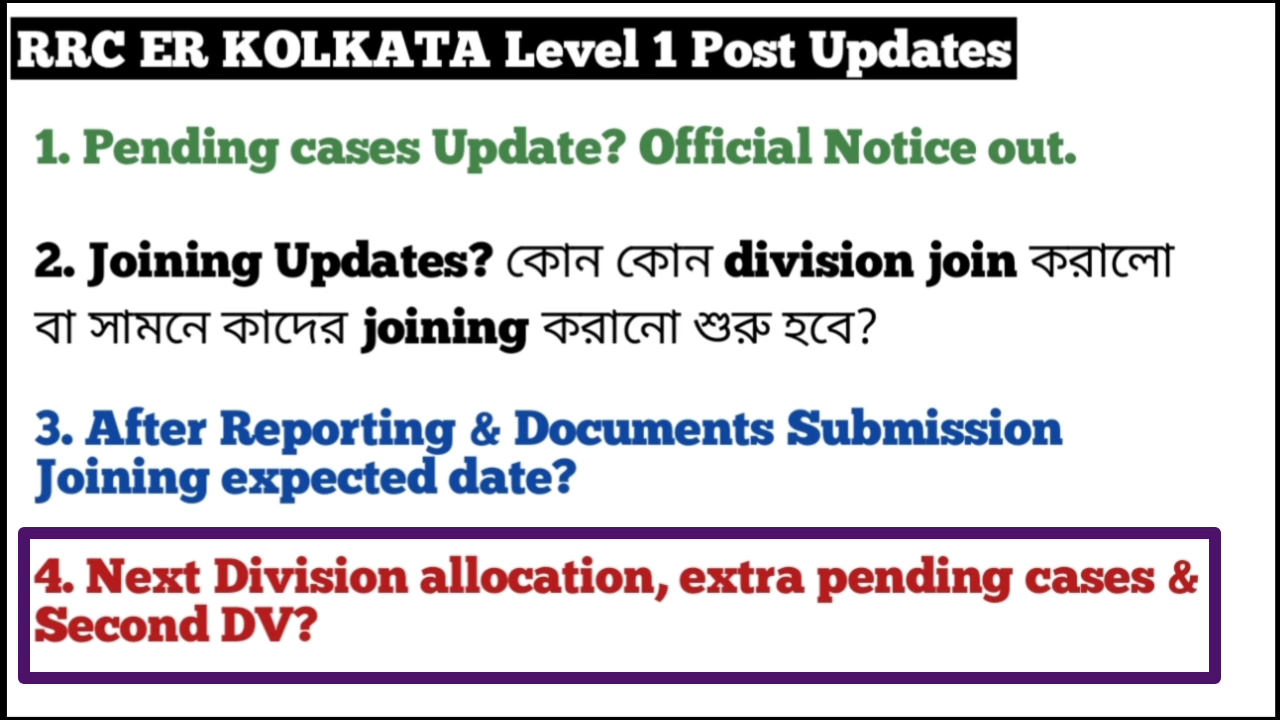 RRC ER KOLKATA Level 1 Post Updates
1. Pending cases Update? Official Notice out.
2. Joining Updates? কোন কোন division join করালো
বা সামনে কাদের joining করানো শুরু হবে?
3. After Reporting & Documents Submission
Joining expected date?
4. Next Division allocation, extra pending cases &
Second DV?